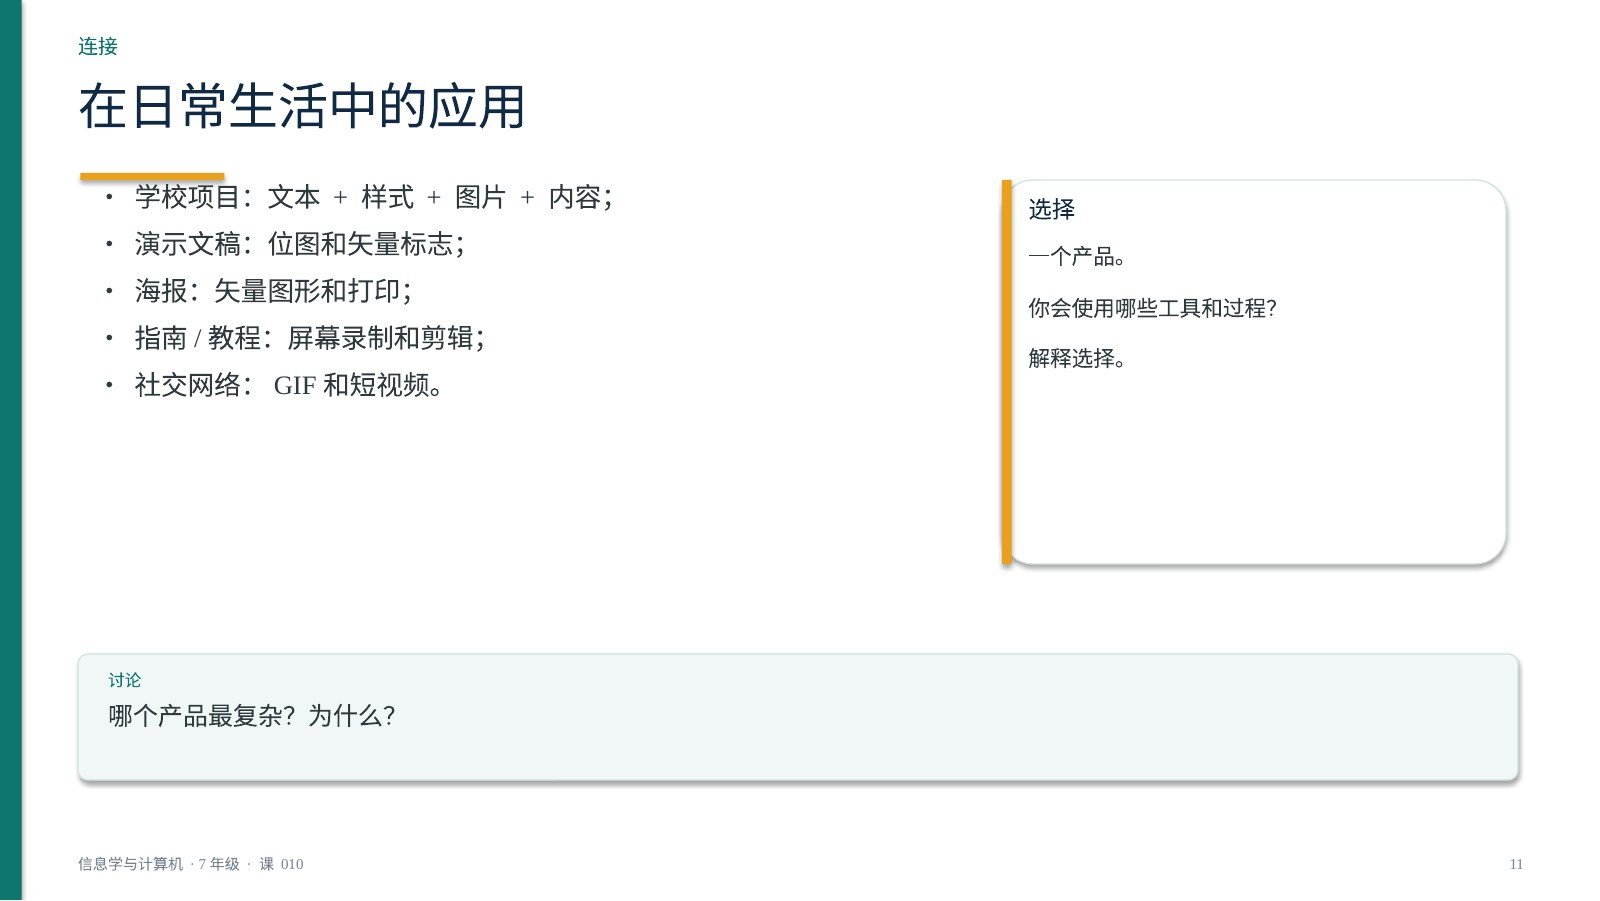 连接
在日常生活中的应用
• 学校项目：文本 + 样式 + 图片 + 内容；
• 演示文稿：位图和矢量标志；
• 海报：矢量图形和打印；
• 指南 / 教程：屏幕录制和剪辑；
• 社交网络： GIF 和短视频。
选择
一个产品。
你会使用哪些工具和过程？
解释选择。
讨论
哪个产品最复杂？为什么？
信息学与计算机 · 7 年级 · 课 010
11